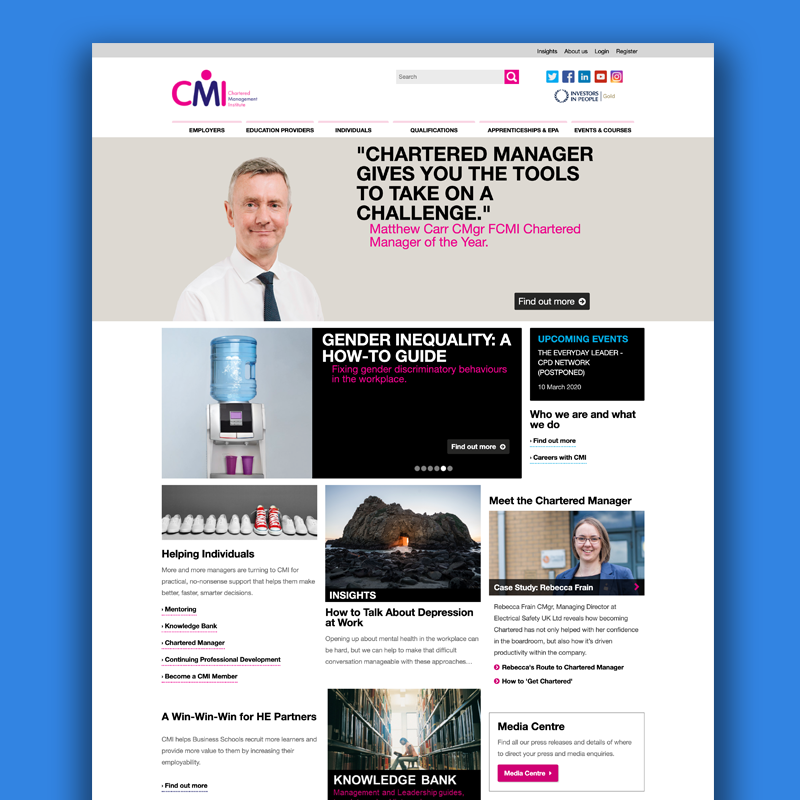 Insights About us Login Register
CMI Chartered
Management
Institute
Search
INVESTORS
IN PEOPLE Gold
EMPLOYERS EDUCATION PROVIDERS INDIVIDUALS QUALIFICATIONS APPRENTICESHIPS & EPA EVENTS & COURSES
"CHARTERED MANAGER
GIVES YOU THE TOOLS
TO TAKE ON A
CHALLENGE."
Matthew Carr CMgr FCMI Chartered
Manager of the Year.
Find out more
GENDER INEQUALITY: A
HOW-TO GUIDE
Fixing gender discriminatory behaviours
in the workplace.
Find out more
UPCOMING EVENTS
THE EVERYDAY LEADER -
CPD NETWORK
(POSTPONED)
10 March 2020
Who we are and what
we do
› Find out more
› Careers with CMI
Helping Individuals
More and more managers are turning to CMI for
practical, no-nonsense support that helps them make
better, faster, smarter decisions.
› Mentoring
› Knowledge Bank
› Chartered Manager
› Continuing Professional Development
› Become a CMI Member
INSIGHTS
How to Talk About Depression
at Work
Opening up about mental health in the workplace can
be hard, but we can help to make that difficult
conversation manageable with these approaches…
Meet the Chartered Manager
Case Study: Rebecca Frain
Rebecca Frain CMgr, Managing Director at
Electrical Safety UK Ltd reveals how becoming
Chartered has not only helped with her confidence
in the boardroom, but also how it's driven
productivity within the company.
Rebecca's Route to Chartered Manager
How to 'Get Chartered'
A Win-Win-Win for HE Partners
CMI helps Business Schools recruit more learners and
provide more value to them by increasing their
employability.
› Find out more
KNOWLEDGE BANK
Management and Leadership guides,
Media Centre
Find all our press releases and details of where
to direct your press and media enquiries.
Media Centre